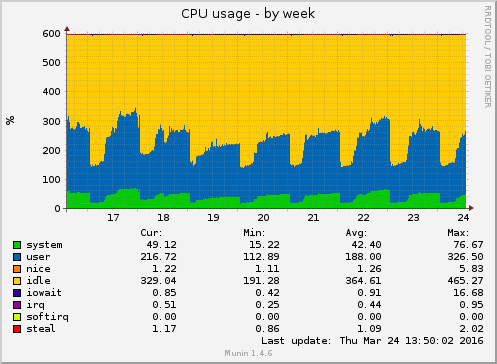 CPU usage - by week
RRDTOOL / TOBI OETIKER
%
600
500
400
300
200
100
0
17 18 19 20 21 22 23 24
Cur: Min: Avg: Max:
system 49.12 15.22 42.40 76.67
user 216.72 112.89 188.00 326.50
nice 1.22 1.11 1.26 5.83
idle 329.04 191.28 364.61 465.27
iowait 0.85 0.42 0.91 16.68
irq 0.51 0.25 0.44 0.95
softirq 0.00 0.00 0.00 0.00
steal 1.17 0.86 1.09 2.02
Last update: Thu Mar 24 13:50:02 2016
Munin 1.4.6